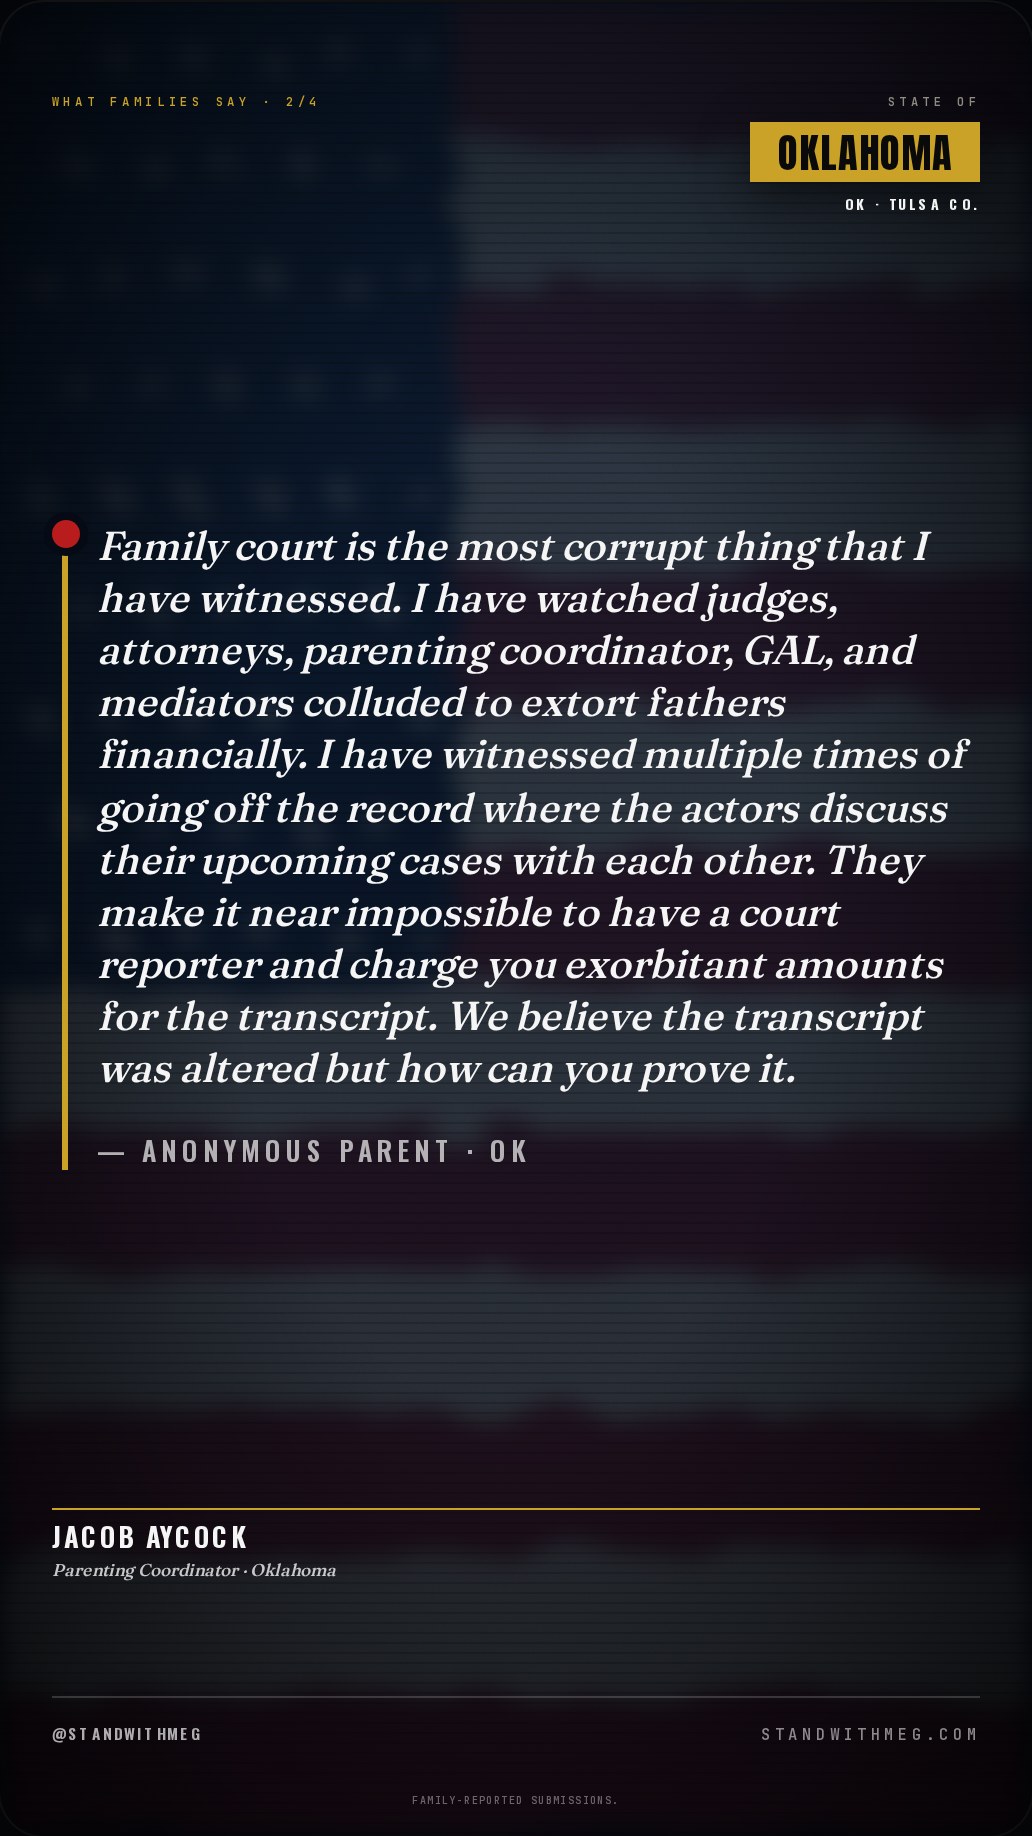 WHAT FAMILIES SAY · 2/4
STATE OF
OKLAHOMA
OK · TULSA CO.
Family court is the most corrupt thing that I
have witnessed. I have watched judges,
attorneys, parenting coordinator, GAL, and
mediators colluded to extort fathers
financially. I have witnessed multiple times of
going off the record where the actors discuss
their upcoming cases with each other. They
make it near impossible to have a court
reporter and charge you exorbitant amounts
for the transcript. We believe the transcript
was altered but how can you prove it.
— ANONYMOUS PARENT · OK
JACOB AYCOCK
Parenting Coordinator · Oklahoma
@STANDWITHMEG
STANDWITHMEG.COM
FAMILY-REPORTED SUBMISSIONS.